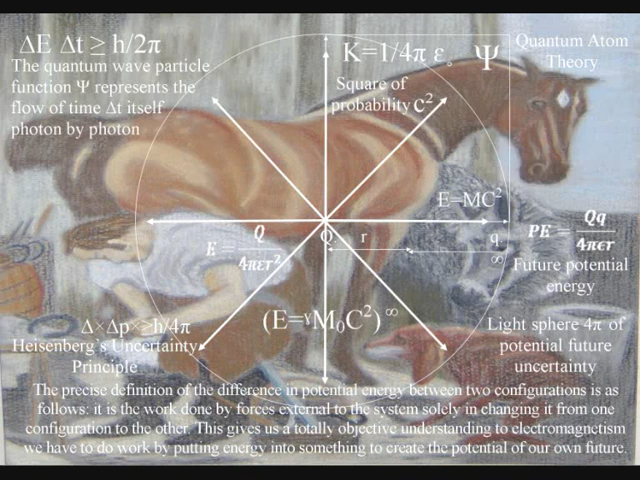 ΔE Δt ≥ h/2π
The quantum wave particle
function Ψ represents the
flow of time Δt itself
photon by photon
K=1/4π ε。
Ψ
Quantum Atom
Theory
Square of
probability c²
E=MC²
E = Q/4πεr²
Q r q
∞
PE = Qq/4πεr
Future potential
energy
(E=ᵞM₀C²)∞
Δ×Δp×>h/4π
Heisenberg's Uncertainty
Principle
Light sphere 4π of
potential future
uncertainty
The precise definition of the difference in potential energy between two configurations is as
follows: it is the work done by forces external to the system solely in changing it from one
configuration to the other. This gives us a totally objective understanding to electromagnetism
we have to do work by putting energy into something to create the potential of our own future.